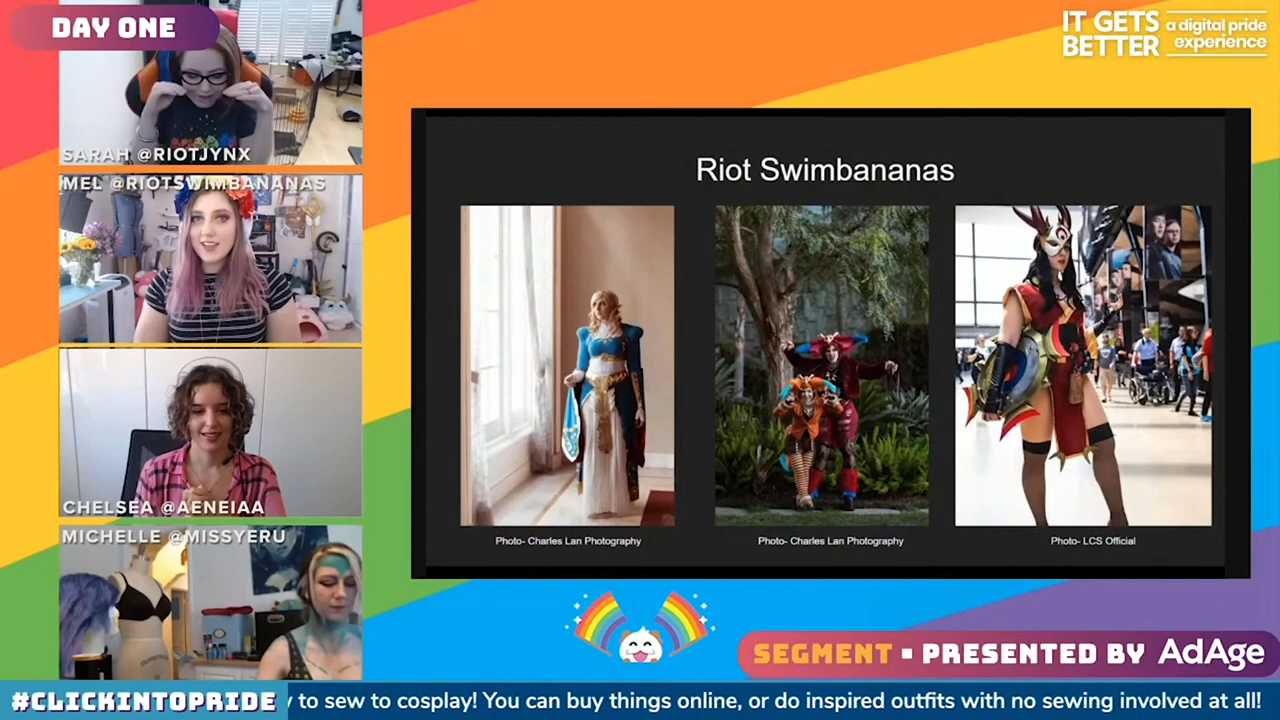 DAY ONE
IT GETS BETTER
a digital pride experience
SARAH @RIOTJYNX
MEL @RIOTSWIMBANANAS
CHELSEA @AENEIAA
MICHELLE @MISSYERU
Riot Swimbananas
Photo- Charles Lan Photography
Photo- Charles Lan Photography
Photo- LCS Official
SEGMENT ▪ PRESENTED BY AdAge
#CLICKINTOPRIDE
to sew to cosplay! You can buy things online, or do inspired outfits with no sewing involved at all!